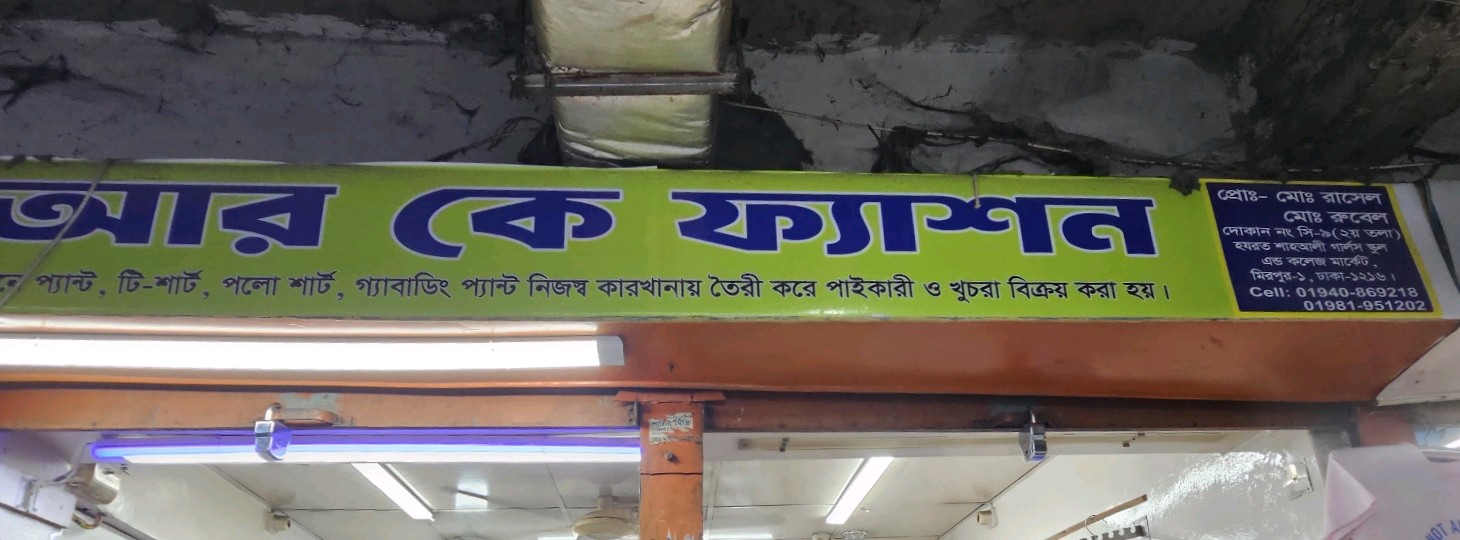 আর কে ফ্যাশন
প্যান্ট, টি-শার্ট, পলো শার্ট, গ্যাবাডিং প্যান্ট নিজস্ব কারখানায় তৈরী করে পাইকারী ও খুচরা বিক্রয় করা হয়।
প্রোঃ- মোঃ রাসেল
মোঃ রুবেল
দোকান নং সি-৯(২য় তলা)
হযরত শাহআলী গার্লস স্কুল
এন্ড কলেজ মার্কেট,
মিরপুর-১, ঢাকা-১২১৬।
Cell: 01940-869218
01981-951202